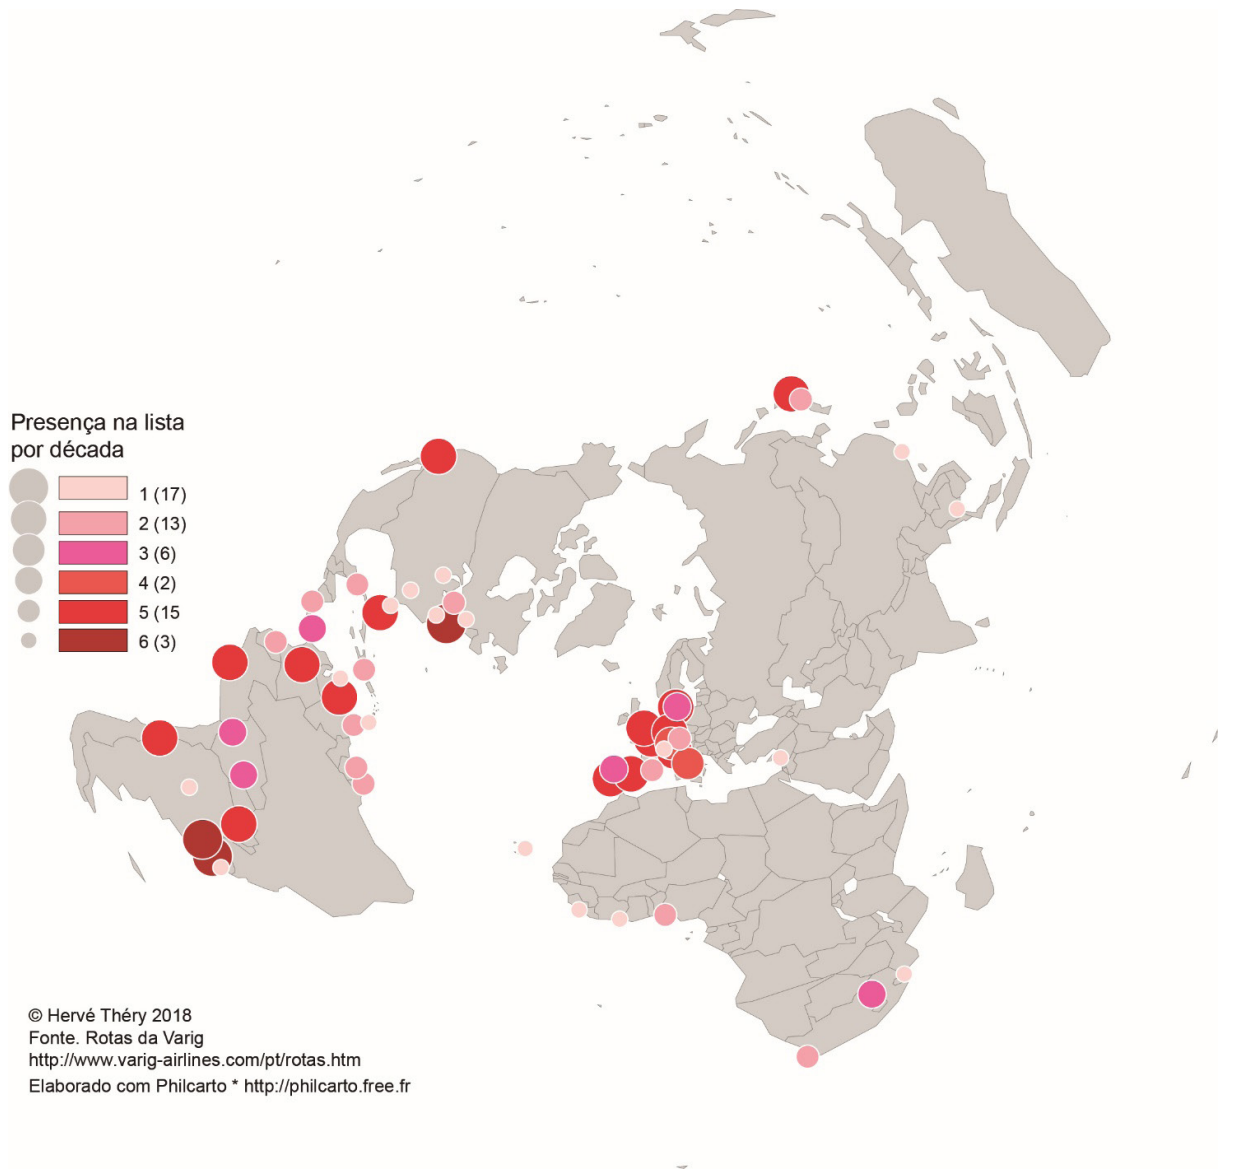 Presença na lista
por década
1 (17)
2 (13)
3 (6)
4 (2)
5 (15
6 (3)
© Hervé Théry 2018
Fonte. Rotas da Varig
http://www.varig-airlines.com/pt/rotas.htm
Elaborado com Philcarto * http://philcarto.free.fr